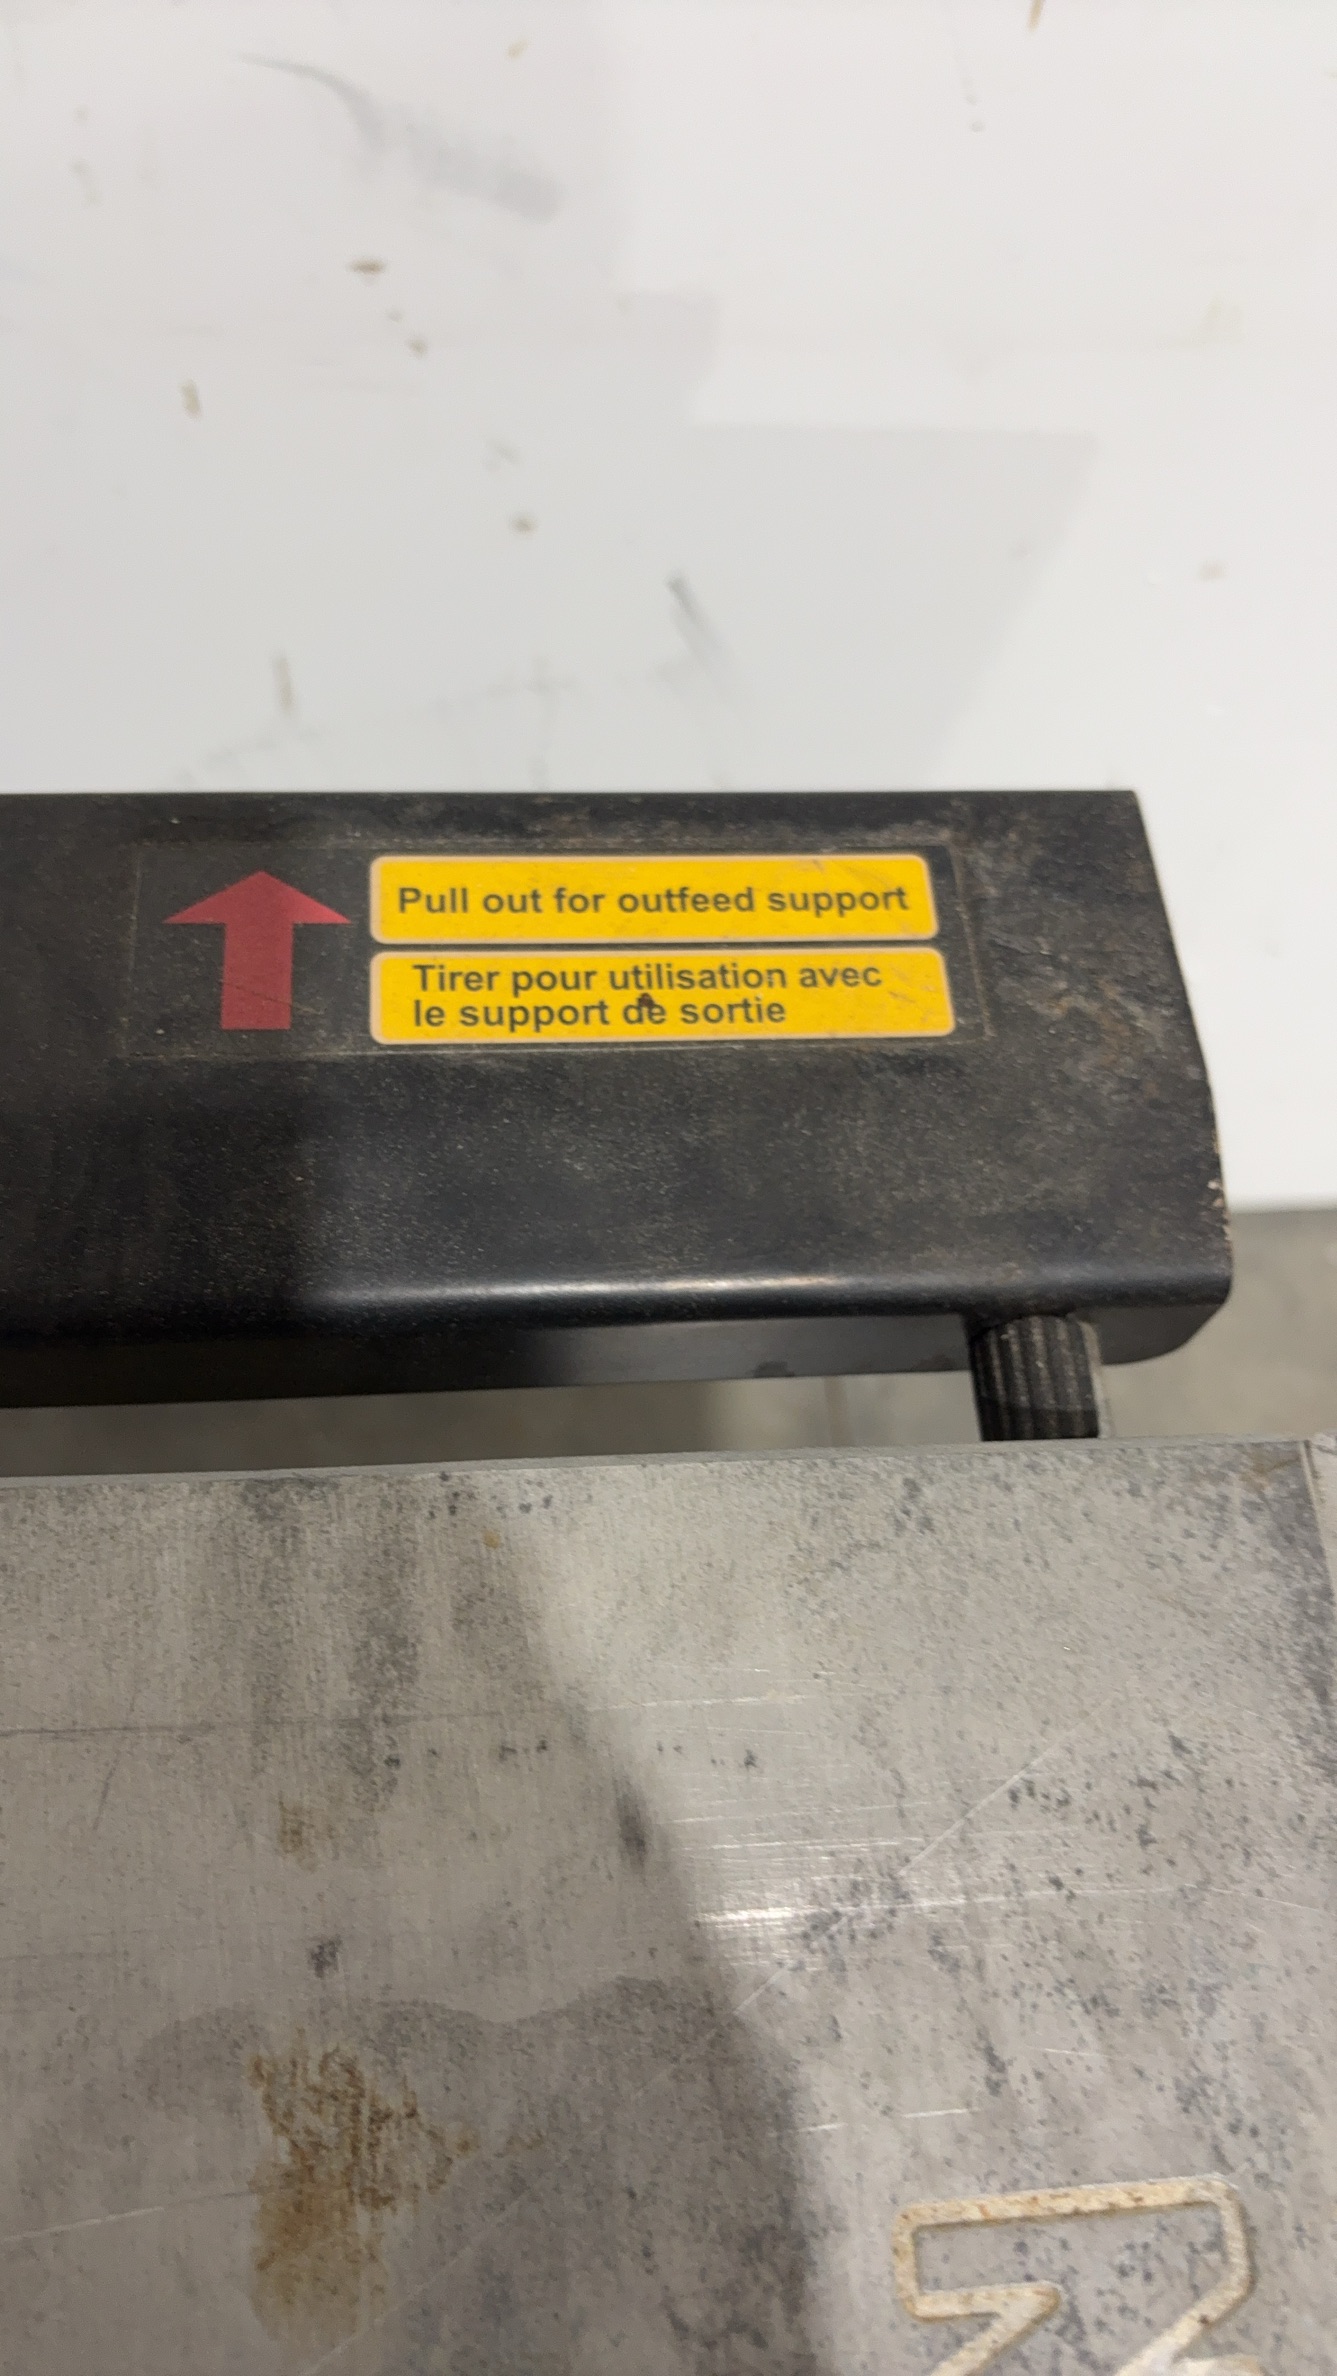 Pull out for outfeed support
Tirer pour utilisation avec
le support de sortie